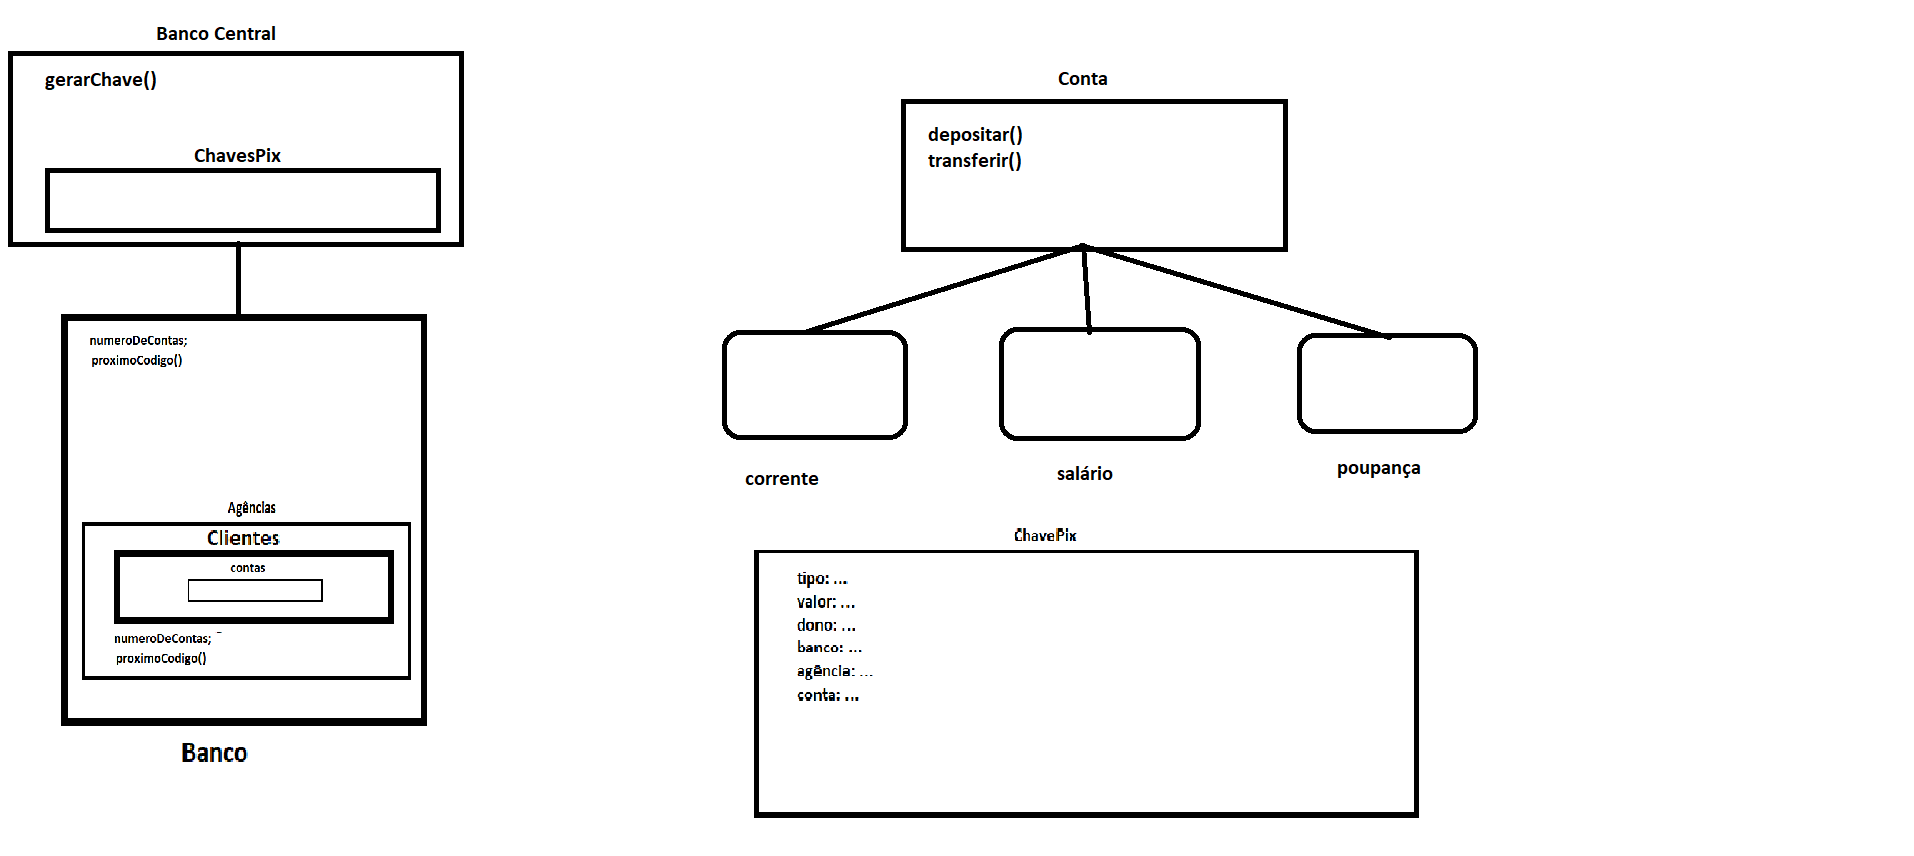 Banco Central
gerarChave()
ChavesPix
numeroDeContas;
proximoCodigo()
Agências
Clientes
contas
numeroDeContas;
proximoCodigo()
Banco
Conta
depositar()
transferir()
corrente
salário
poupança
ChavePix
tipo: ...
valor: ...
dono: ...
banco: ...
agência: ...
conta: ...